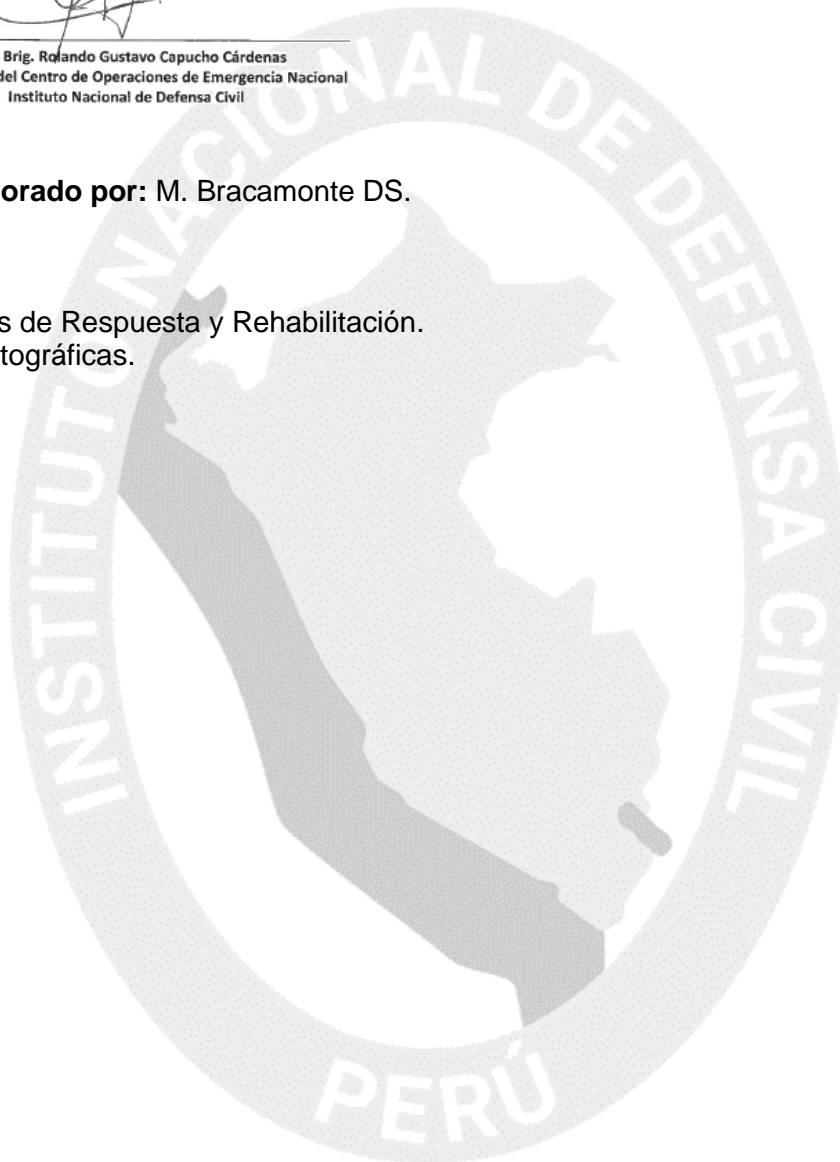 Brig. Rolando Gustavo Capucho Cárdenas
del Centro de Operaciones de Emergencia Nacional
Instituto Nacional de Defensa Civil
orado por: M. Bracamonte DS.
s de Respuesta y Rehabilitación.
tográficas.
INSTITUTO NACIONAL DE DEFENSA CIVIL
PERÚ